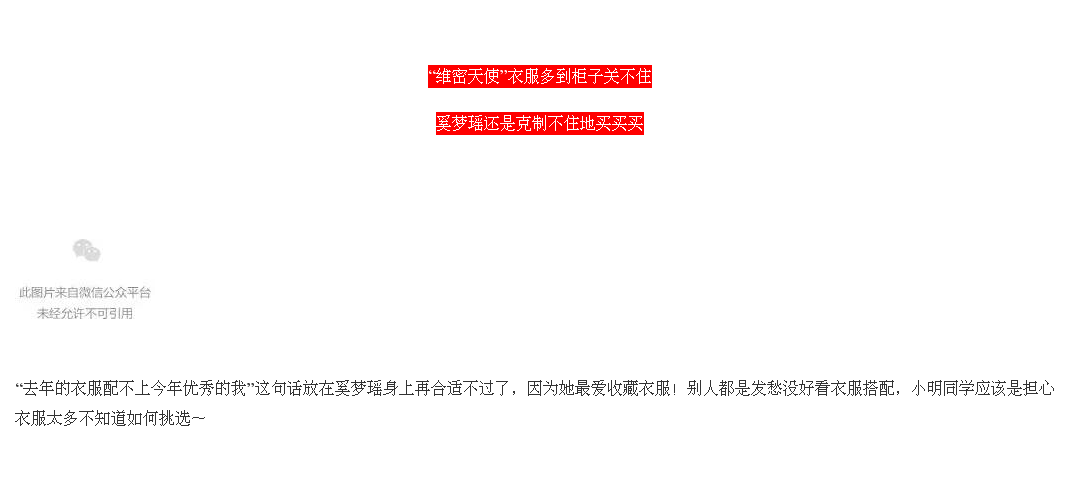 “维密天使”衣服多到柜子关不住
奚梦瑶还是克制不住地买买买
此图片来自微信公众平台
未经允许不可引用
“去年的衣服配不上今年优秀的我”这句话放在奚梦瑶身上再合适不过了，因为她最爱收藏衣服！别人都是发愁没好看衣服搭配，小明同学应该是担心
衣服太多不知道如何挑选～